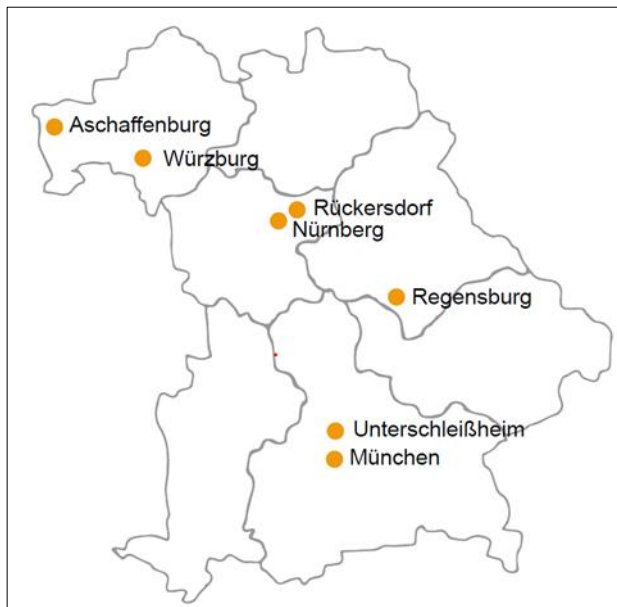 Aschaffenburg
Würzburg
Rückersdorf
Nürnberg
Regensburg
Unterschleißheim
München